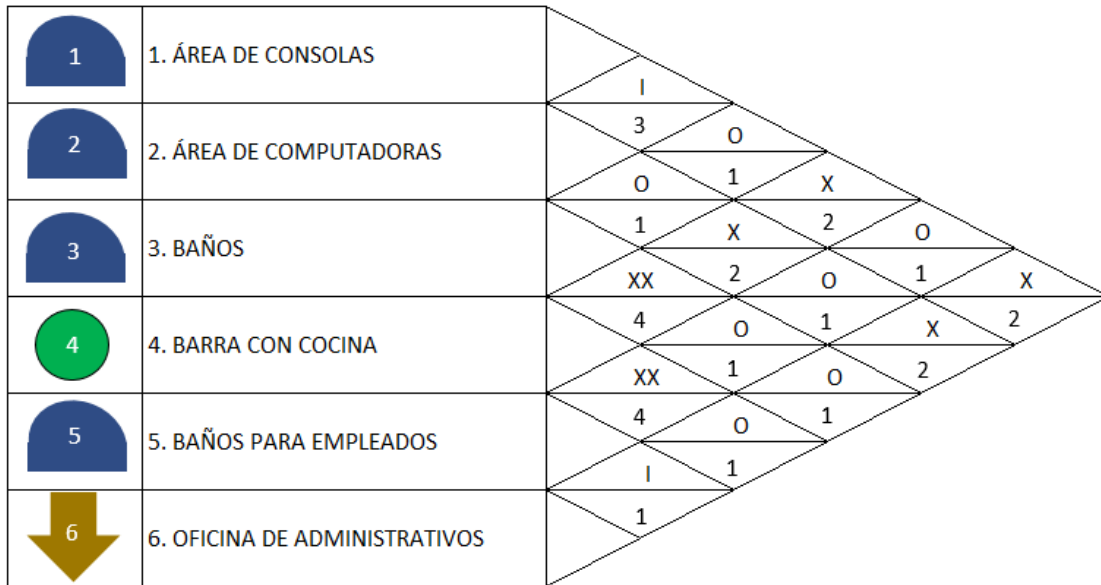 1 1. ÁREA DE CONSOLAS
2 2. ÁREA DE COMPUTADORAS
3 3. BAÑOS
4 4. BARRA CON COCINA
5 5. BAÑOS PARA EMPLEADOS
6 6. OFICINA DE ADMINISTRATIVOS
I
3 O
O 1 X
1 X 2 O
XX 2 O 1 X
4 O 1 X 2
XX 1 O 2
4 O 1
I 1
1